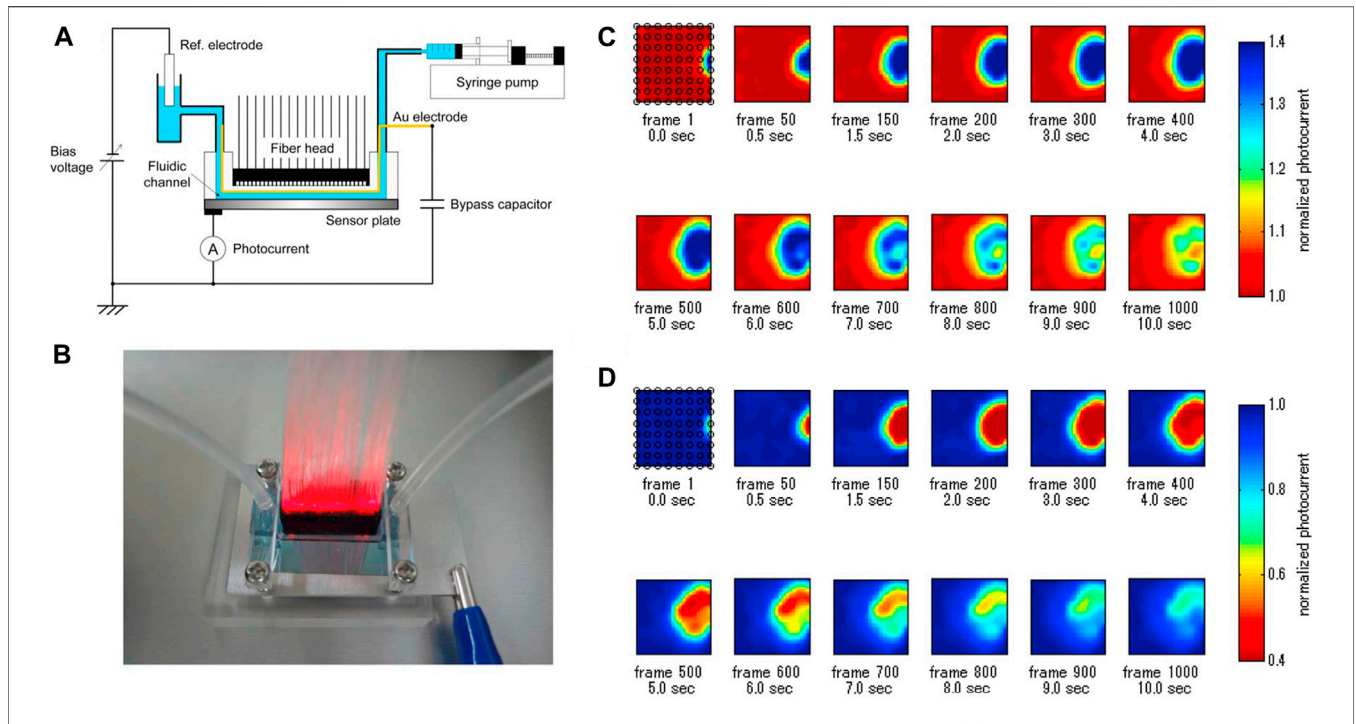 A
Ref. electrode
Syringe pump
Au electrode
Fiber head
Bias
voltage
Fluidic
channel
Bypass capacitor
Sensor plate
A
Photocurrent
B
C
frame 1
0.0 sec
frame 50
0.5 sec
frame 150
1.5 sec
frame 200
2.0 sec
frame 300
3.0 sec
frame 400
4.0 sec
frame 500
5.0 sec
frame 600
6.0 sec
frame 700
7.0 sec
frame 800
8.0 sec
frame 900
9.0 sec
frame 1000
10.0 sec
1.4
1.3
1.2
1.1
1.0
normalized photocurrent
D
frame 1
0.0 sec
frame 50
0.5 sec
frame 150
1.5 sec
frame 200
2.0 sec
frame 300
3.0 sec
frame 400
4.0 sec
frame 500
5.0 sec
frame 600
6.0 sec
frame 700
7.0 sec
frame 800
8.0 sec
frame 900
9.0 sec
frame 1000
10.0 sec
1.0
0.8
0.6
0.4
normalized photocurrent